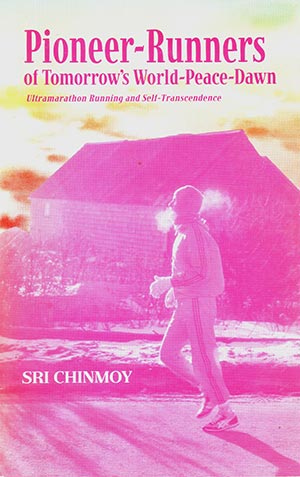 Pioneer-Runners
of Tomorrow's World-Peace-Dawn
Ultramarathon Running and Self-Transcendence
SRI CHINMOY